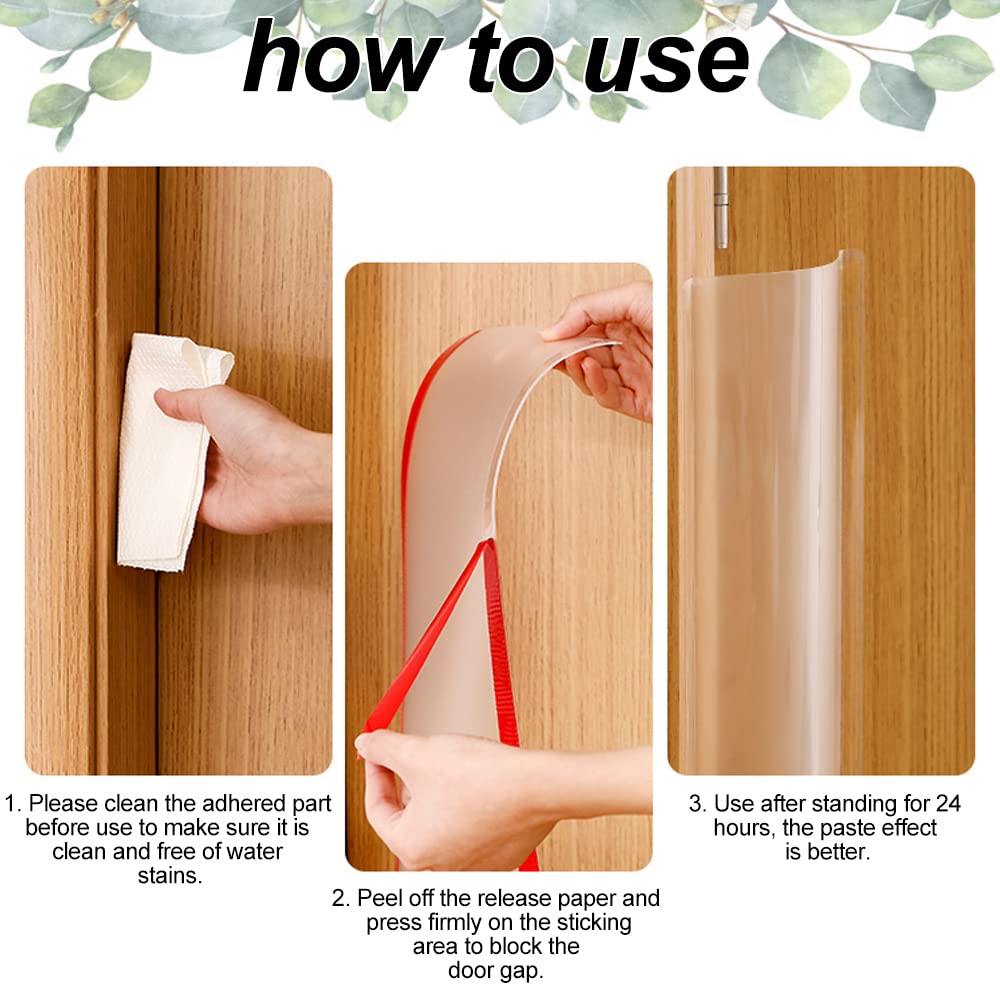 how to use
1. Please clean the adhered part
before use to make sure it is
clean and free of water
stains.
2. Peel off the release paper and
press firmly on the sticking
area to block the
door gap.
3. Use after standing for 24
hours, the paste effect
is better.